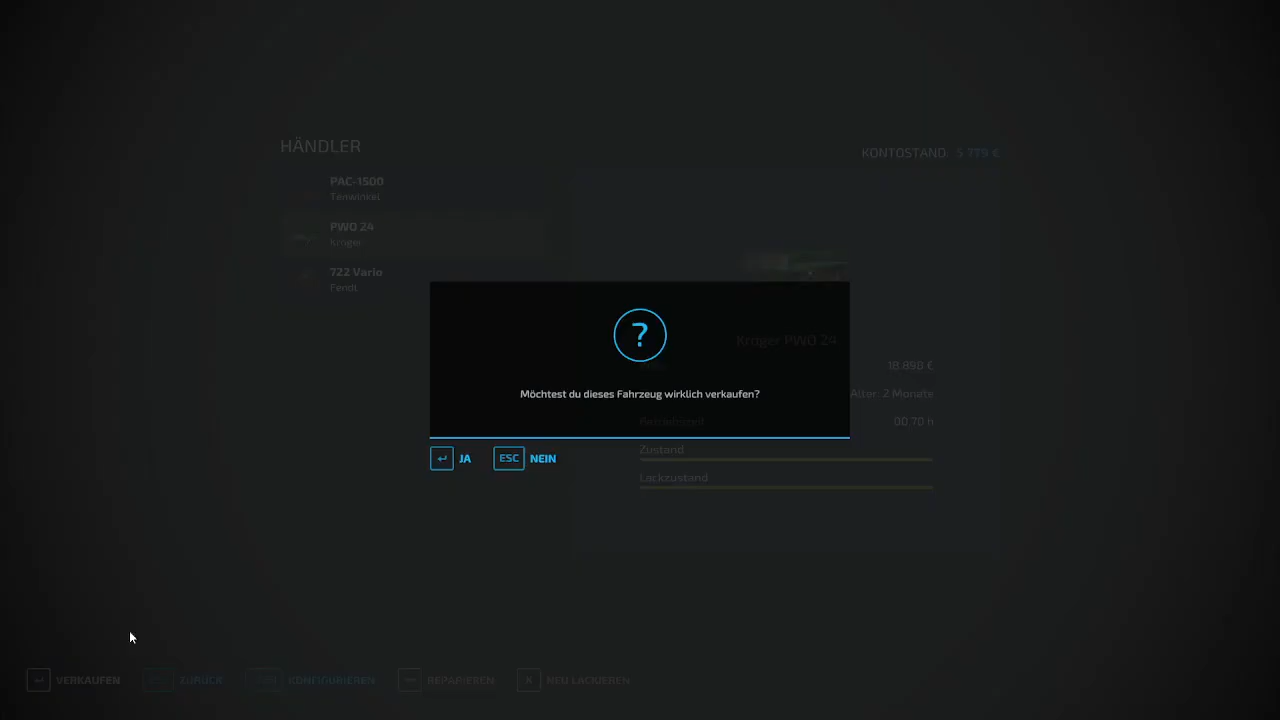 HÄNDLER
KONTOSTAND: 5 779 €
PAC-1500
Temwinkel
PWO 24
Kroger
722 Vario
Fendt
?
Kroger PWO 24
18.890 €
Möchtest du dieses Fahrzeug wirklich verkaufen?
Alter: 2 Monate
Betriebszeit 00:70 h
↵ JA ESC NEIN
Zustand
Lackzustand
↵ VERKAUFEN ZURÜCK KONFIGURIEREN REPARIEREN K NEU LACKIEREN